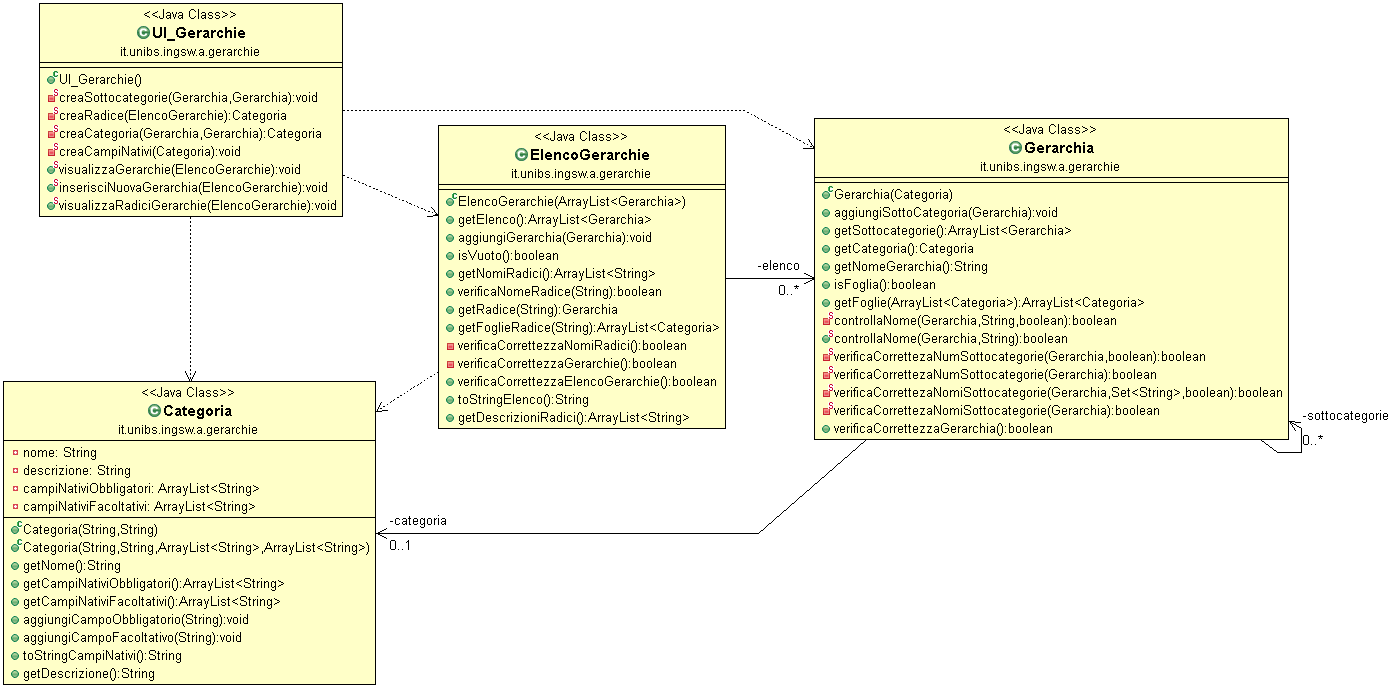 <<Java Class>>
UI_Gerarchie
it.unibs.ingsw.a.gerarchie
UI_Gerarchie()
creaSottocategorie(Gerarchia,Gerarchia):void
creaRadice(ElencoGerarchie):Categoria
creaCategoria(Gerarchia,Gerarchia):Categoria
creaCampiNativi(Categoria):void
visualizzaGerarchie(ElencoGerarchie):void
inserisciNuovaGerarchia(ElencoGerarchie):void
visualizzaRadiciGerarchie(ElencoGerarchie):void
<<Java Class>>
ElencoGerarchie
it.unibs.ingsw.a.gerarchie
ElencoGerarchie(ArrayList<Gerarchia>)
getElenco():ArrayList<Gerarchia>
aggiungiGerarchia(Gerarchia):void
isVuoto():boolean
getNomiRadici():ArrayList<String>
verificaNomeRadice(String):boolean
getRadice(String):Gerarchia
getFoglieRadice(String):ArrayList<Categoria>
verificaCorrettezzaNomiRadici():boolean
verificaCorrettezzaGerarchie():boolean
verificaCorrettezzaElencoGerarchie():boolean
toStringElenco():String
getDescrizioniRadici():ArrayList<String>
-elenco
0..*
<<Java Class>>
Gerarchia
it.unibs.ingsw.a.gerarchie
Gerarchia(Categoria)
aggiungiSottoCategoria(Gerarchia):void
getSottocategorie():ArrayList<Gerarchia>
getCategoria():Categoria
getNomeGerarchia():String
isFoglia():boolean
getFoglie(ArrayList<Categoria>):ArrayList<Categoria>
controllaNome(Gerarchia,String,boolean):boolean
controllaNome(Gerarchia,String):boolean
verificaCorrettezaNumSottocategorie(Gerarchia,boolean):boolean
verificaCorrettezaNumSottocategorie(Gerarchia):boolean
verificaCorrettezaNomiSottocategorie(Gerarchia,Set<String>,boolean):boolean
verificaCorrettezaNomiSottocategorie(Gerarchia):boolean
verificaCorrettezzaGerarchia():boolean
-sottocategorie
0..*
<<Java Class>>
Categoria
it.unibs.ingsw.a.gerarchie
nome: String
descrizione: String
campiNativiObbligatori: ArrayList<String>
campiNativiFacoltativi: ArrayList<String>
Categoria(String,String)
Categoria(String,String,ArrayList<String>,ArrayList<String>)
getNome():String
getCampiNativiObbligatori():ArrayList<String>
getCampiNativiFacoltativi():ArrayList<String>
aggiungiCampoObbligatorio(String):void
aggiungiCampoFacoltativo(String):void
toStringCampiNativi():String
getDescrizione():String
-categoria
0..1